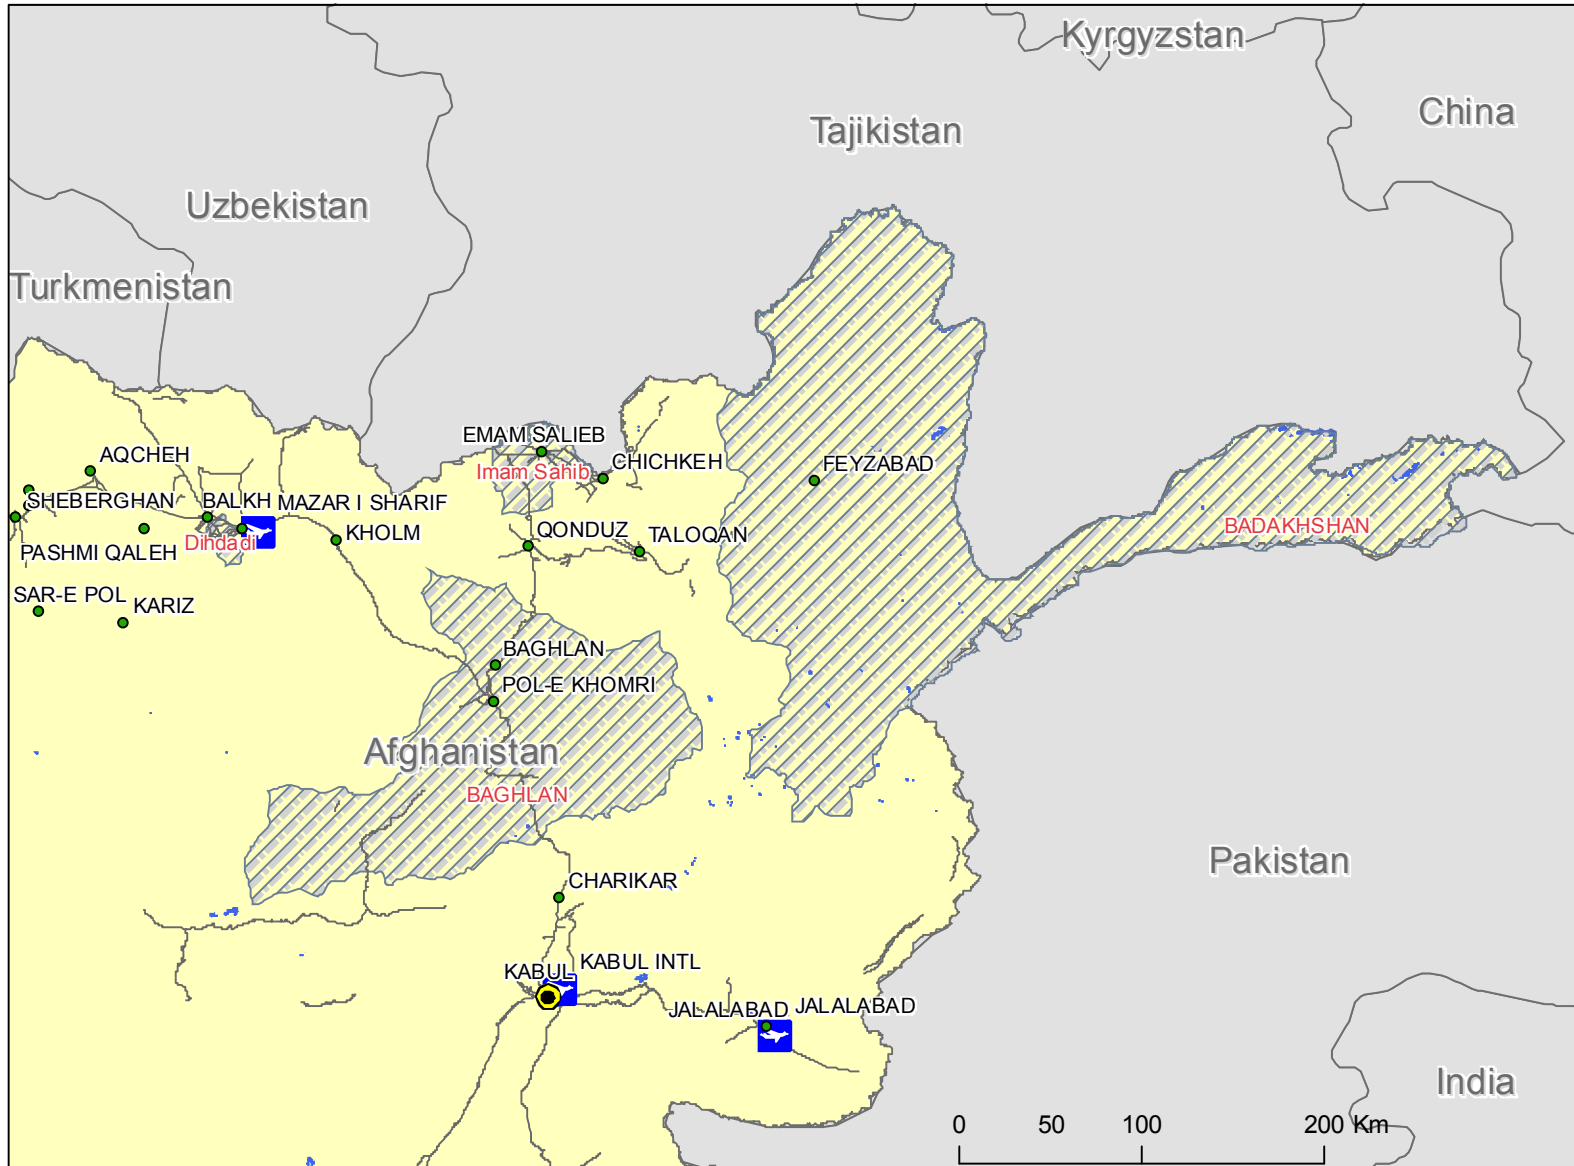 Kyrgyzstan
China
Tajikistan
Uzbekistan
Turkmenistan
EMAM SALIEB
AQCHEH
Imam Sahib
CHICHKEH
FEYZABAD
SHEBERGHAN
BALKH
MAZAR I SHARIF
BADAKHSHAN
KHOLM
QONDUZ
TALOQAN
Dihdadi
PASHMI QALEH
SAR-E POL
KARIZ
BAGHLAN
POL-E KHOMRI
Afghanistan
BAGHLAN
Pakistan
CHARIKAR
KABUL
KABUL INTL
JALALABAD
JALALABAD
India
0 50 100 200 Km